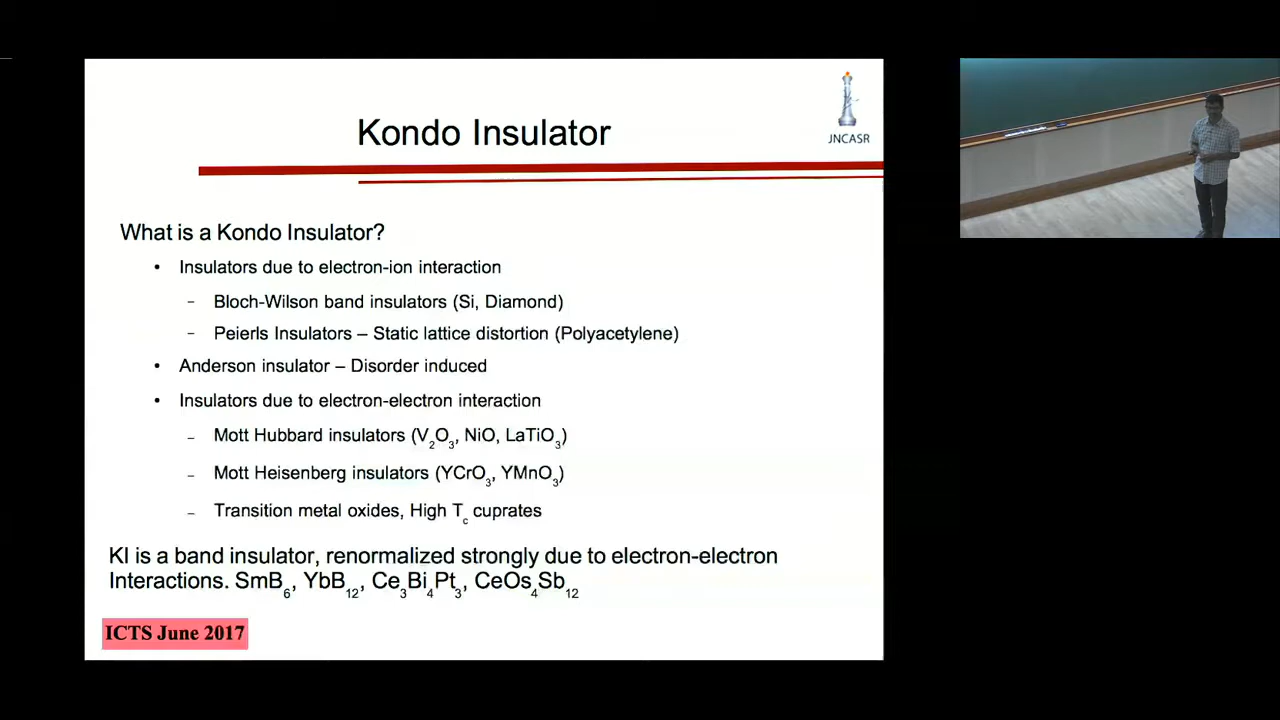 JNCASR
Kondo Insulator
What is a Kondo Insulator?
• Insulators due to electron-ion interaction
– Bloch-Wilson band insulators (Si, Diamond)
– Peierls Insulators – Static lattice distortion (Polyacetylene)
• Anderson insulator – Disorder induced
• Insulators due to electron-electron interaction
– Mott Hubbard insulators (V₂O₃, NiO, LaTiO₃)
– Mott Heisenberg insulators (YCrO₃, YMnO₃)
– Transition metal oxides, High T_c cuprates
KI is a band insulator, renormalized strongly due to electron-electron
Interactions. SmB₆, YbB₁₂, Ce₃Bi₄Pt₃, CeOs₄Sb₁₂
ICTS June 2017